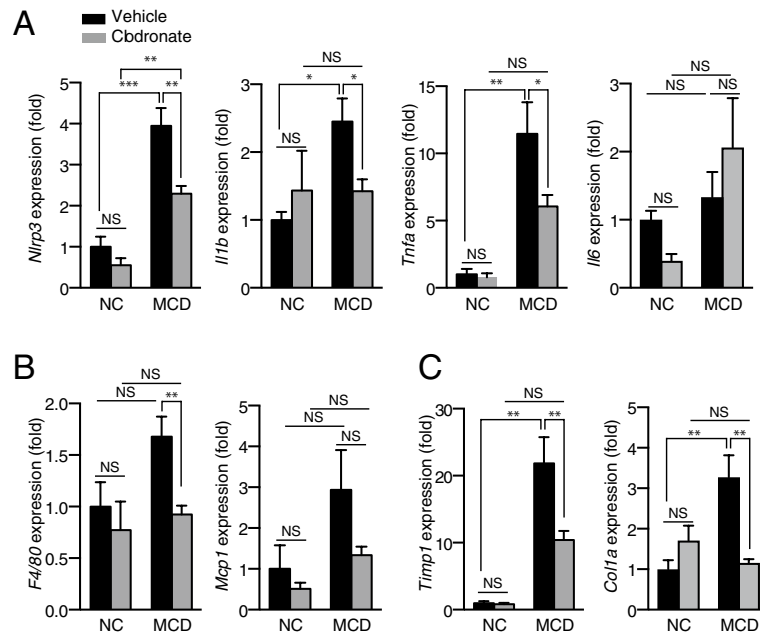 A
Vehicle
Cbdronate
Nlrp3 expression (fold)
5
4
3
2
1
0
NS
***
**
**
NC MCD
Il1b expression (fold)
3
2
1
0
NS
*
*
NS
NC MCD
Tnfa expression (fold)
15
10
5
0
NS
**
*
NS
NC MCD
Il6 expression (fold)
3
2
1
0
NS
NS
NS
NS
NC MCD
B
F4/80 expression (fold)
2.0
1.5
1.0
0.5
0.0
NS
NS
**
NS
NC MCD
Mcp1 expression (fold)
5
4
3
2
1
0
NS
NS
NS
NS
NC MCD
C
Timp1 expression (fold)
30
20
10
0
NS
**
**
NS
NC MCD
Col1a expression (fold)
5
4
3
2
1
0
NS
**
**
NS
NC MCD